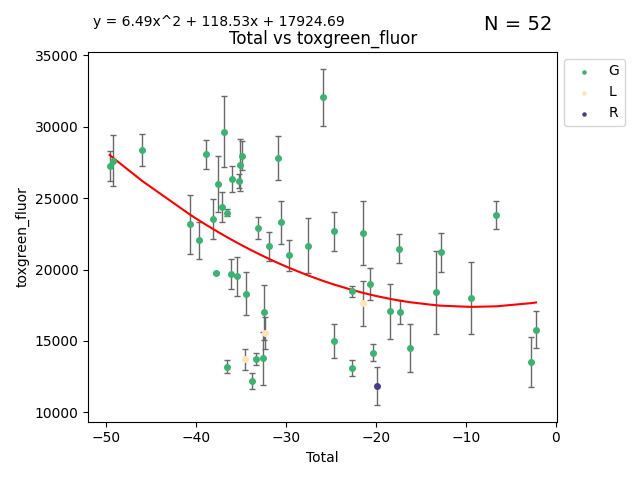 y = 6.49x^2 + 118.53x + 17924.69
N = 52
Total vs toxgreen_fluor
35000
30000
25000
20000
15000
10000
toxgreen_fluor
−50
−40
−30
−20
−10
0
Total
G
L
R